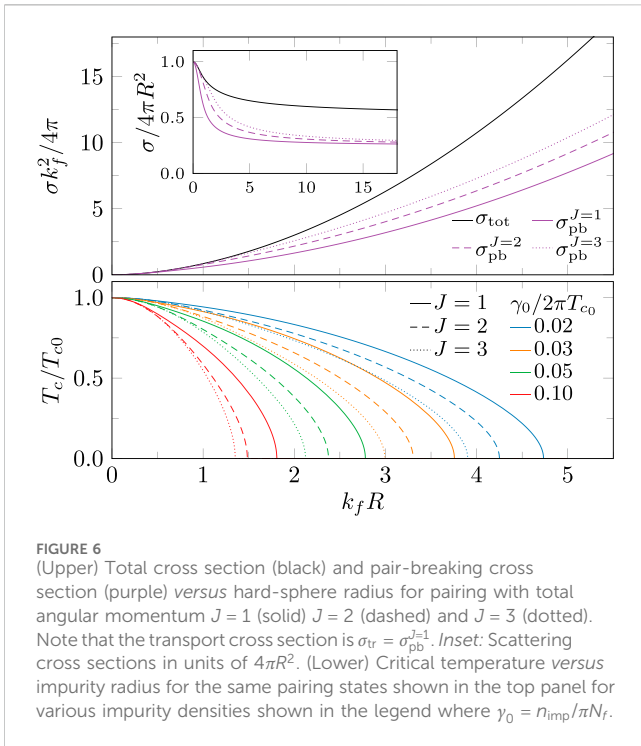 σk_f^2/4π
15
10
5
0
σ/4πR^2
1.0
0.5
0.0
0
5
10
15
σ_tot
σ_pb^{J=1}
σ_pb^{J=2}
σ_pb^{J=3}
T_c/T_{c0}
1.0
0.5
0.0
J = 1
J = 2
J = 3
γ_0/2πT_{c_0}
0.02
0.03
0.05
0.10
0
1
2
3
4
5
k_f R
FIGURE 6
(Upper) Total cross section (black) and pair-breaking cross
section (purple) versus hard-sphere radius for pairing with total
angular momentum J = 1 (solid) J = 2 (dashed) and J = 3 (dotted).
Note that the transport cross section is σ_tr = σ_pb^{J=1}. Inset: Scattering
cross sections in units of 4πR^2. (Lower) Critical temperature versus
impurity radius for the same pairing states shown in the top panel for
various impurity densities shown in the legend where γ_0 = n_imp/πN_f.